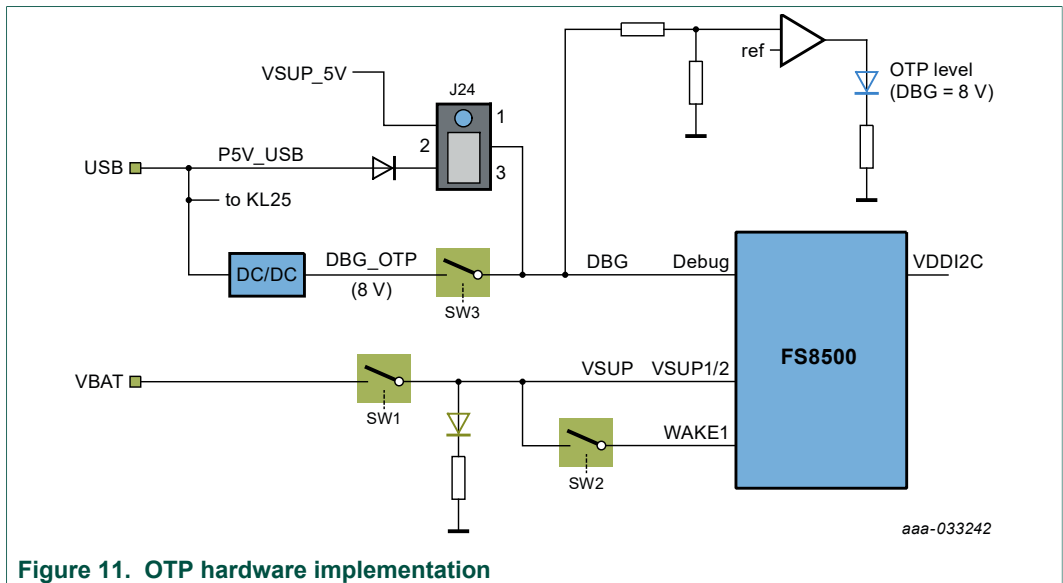 VSUP_5V
J24
1
2
3
ref
OTP level
(DBG = 8 V)
USB
P5V_USB
to KL25
DC/DC
DBG_OTP
(8 V)
SW3
DBG
Debug
VDDI2C
FS8500
VBAT
SW1
VSUP
VSUP1/2
SW2
WAKE1
aaa-033242
Figure 11. OTP hardware implementation